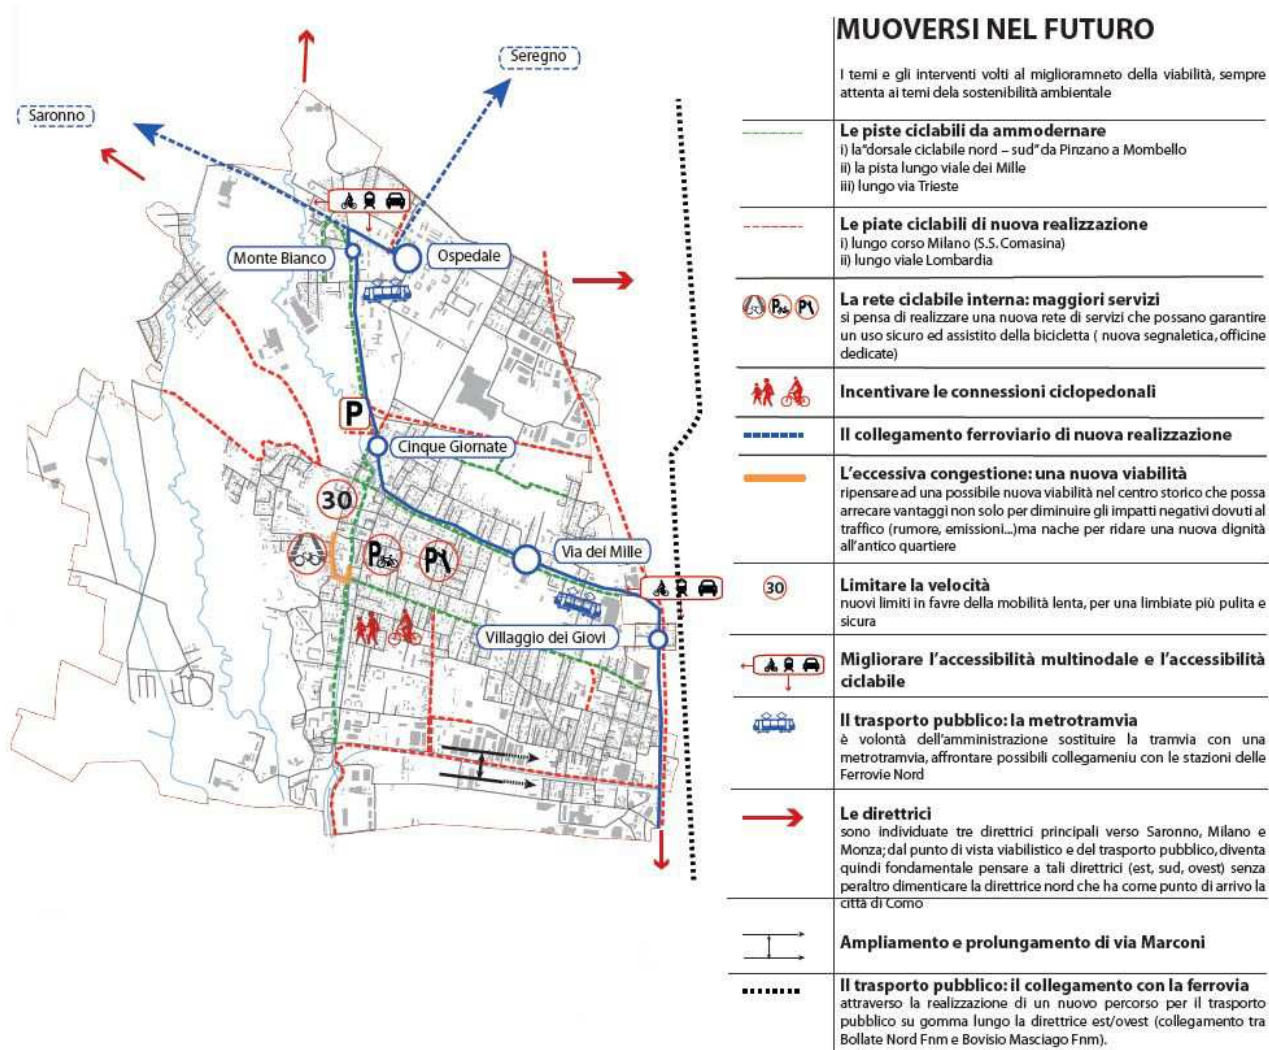 Seregno
Saronno
Monte Bianco
Ospedale
P
Cinque Giornate
30
P
P
Via dei Mille
Villaggio dei Giovi
MUOVERSI NEL FUTURO
I temi e gli interventi volti al miglioramneto della viabilità, sempre
attenta ai temi dela sostenibilità ambientale
Le piste ciclabili da ammodernare
i) la"dorsale ciclabile nord – sud"da Pinzano a Mombello
ii) la pista lungo viale dei Mille
iii) lungo via Trieste
Le piate ciclabili di nuova realizzazione
i) lungo corso Milano (S.S. Comasina)
ii) lungo viale Lombardia
P
P
La rete ciclabile interna: maggiori servizi
si pensa di realizzare una nuova rete di servizi che possano garantire
un uso sicuro ed assistito della bicicletta ( nuova segnaletica, officine
dedicate)
Incentivare le connessioni ciclopedonali
Il collegamento ferroviario di nuova realizzazione
L'eccessiva congestione: una nuova viabilità
ripensare ad una possibile nuova viabilità nel centro storico che possa
arrecare vantaggi non solo per diminuire gli impatti negativi dovuti al
traffico (rumore, emissioni...)ma nache per ridare una nuova dignità
all'antico quartiere
30
Limitare la velocità
nuovi limiti in favre della mobilità lenta, per una limbiate più pulita e
sicura
Migliorare l'accessibilità multinodale e l'accessibilità
ciclabile
Il trasporto pubblico: la metrotramvia
è volontà dell'amministrazione sostituire la tramvia con una
metrotramvia, affrontare possibili collegameniu con le stazioni delle
Ferrovie Nord
Le direttrici
sono individuate tre direttrici principali verso Saronno, Milano e
Monza; dal punto di vista viabilistico e del trasporto pubblico, diventa
quindi fondamentale pensare a tali direttrici (est, sud, ovest) senza
peraltro dimenticare la direttrice nord che ha come punto di arrivo la
città di Como
Ampliamento e prolungamento di via Marconi
Il trasporto pubblico: il collegamento con la ferrovia
attraverso la realizzazione di un nuovo percorso per il trasporto
pubblico su gomma lungo la direttrice est/ovest (collegamento tra
Bollate Nord Fnm e Bovisio Masciago Fnm).